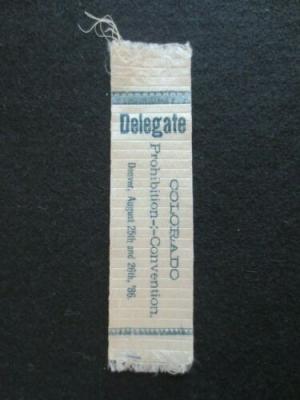 Delegate
COLORADO
Prohibition-:-Convention.
Denver, August 25th and 26th, '86.